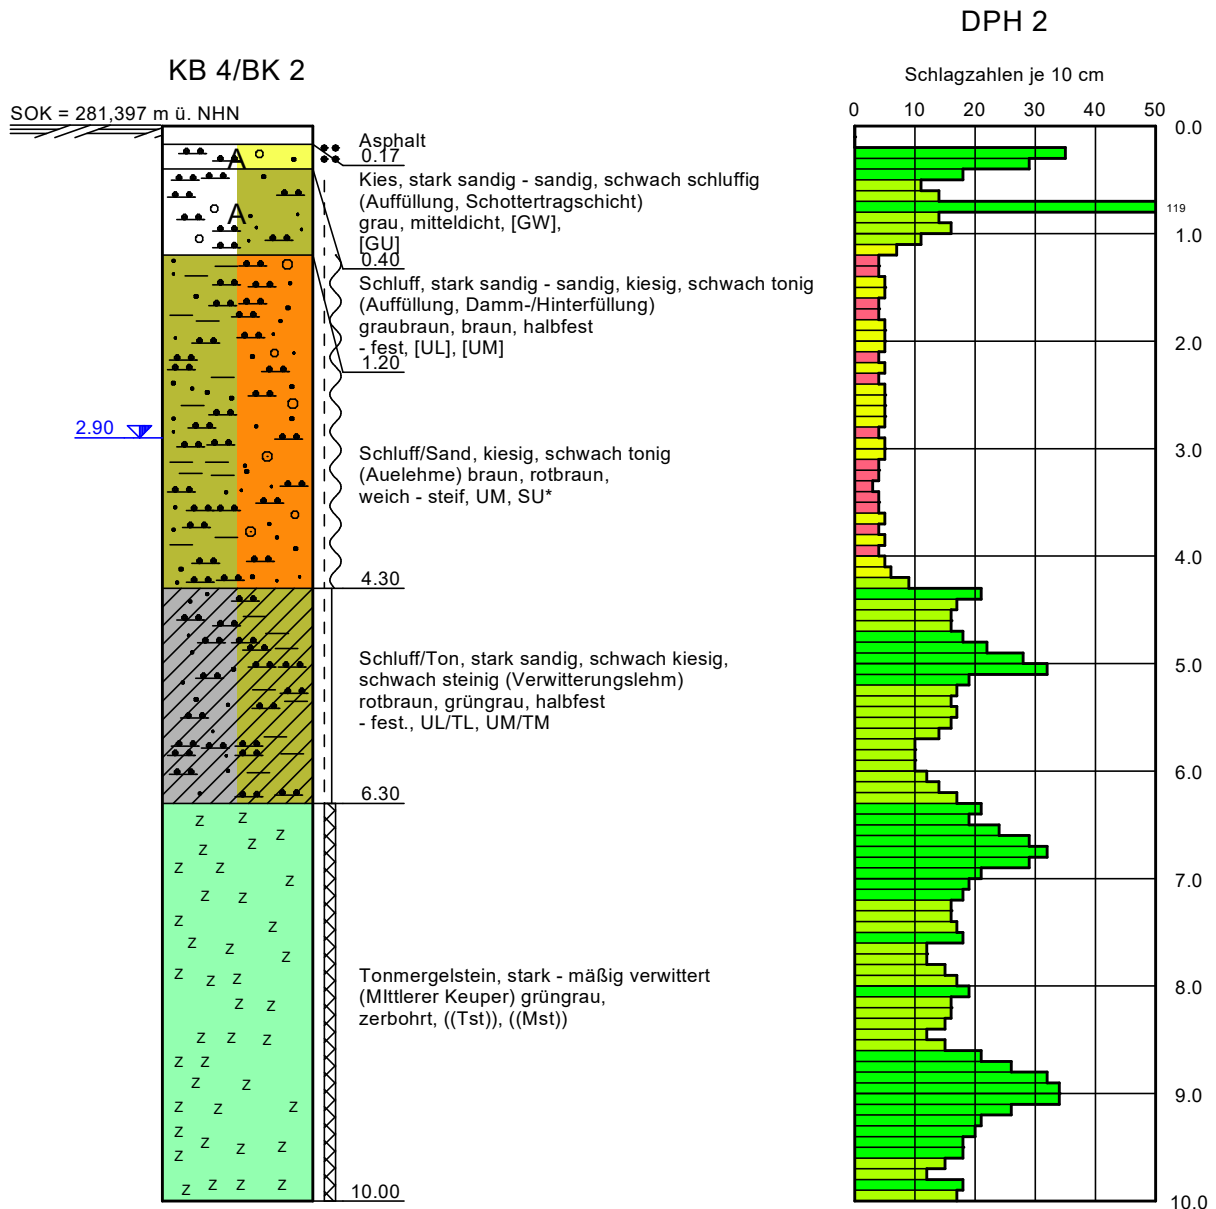 DPH 2
KB 4/BK 2
Schlagzahlen je 10 cm
SOK = 281,397 m ü. NHN
0 10 20 30 40 50
0.0
Asphalt
0.17
A
Kies, stark sandig - sandig, schwach schluffig
(Auffüllung, Schottertragschicht)
grau, mitteldicht, [GW],
[GU]
0.40
A
119
1.0
Schluff, stark sandig - sandig, kiesig, schwach tonig
(Auffüllung, Damm-/Hinterfüllung)
graubraun, braun, halbfest
- fest, [UL], [UM]
1.20
2.0
2.90
3.0
Schluff/Sand, kiesig, schwach tonig
(Auelehme) braun, rotbraun,
weich - steif, UM, SU*
4.0
4.30
5.0
Schluff/Ton, stark sandig, schwach kiesig,
schwach steinig (Verwitterungslehm)
rotbraun, grüngrau, halbfest
- fest., UL/TL, UM/TM
6.0
6.30
7.0
8.0
Tonmergelstein, stark - mäßig verwittert
(MIttlerer Keuper) grüngrau,
zerbohrt, ((Tst)), ((Mst))
9.0
10.00
10.0